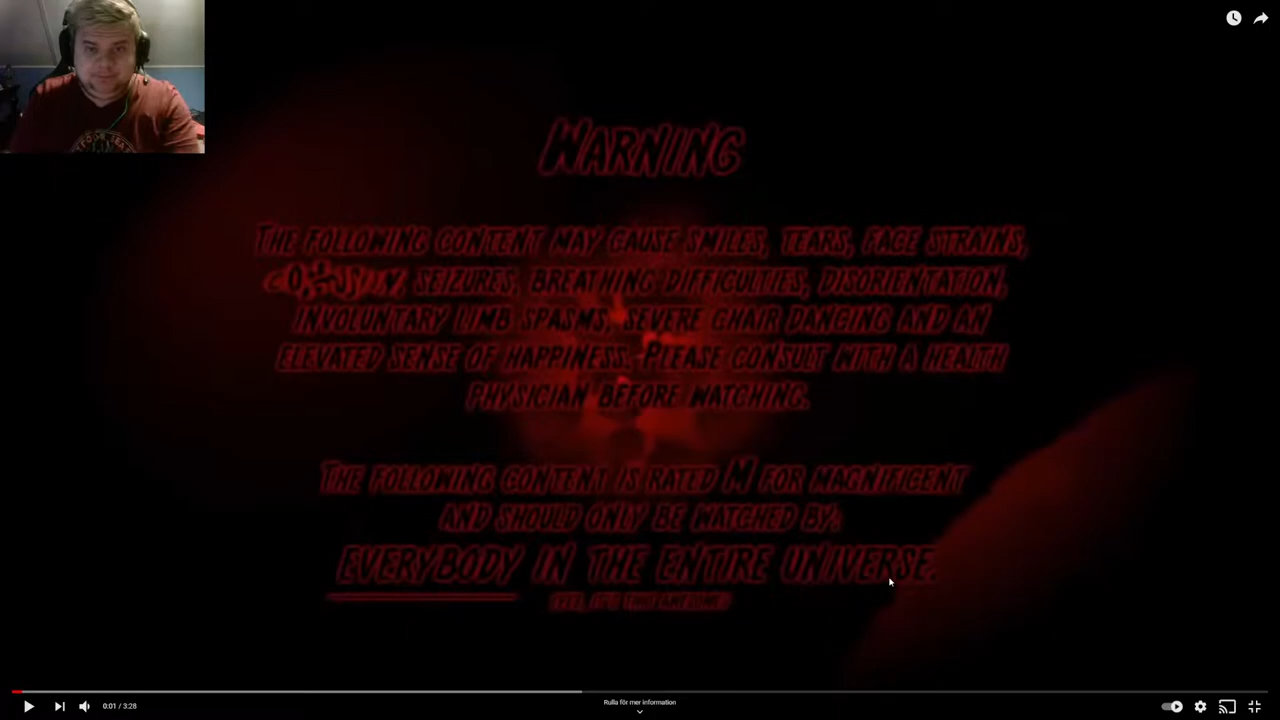 WARNING
THE FOLLOWING CONTENT MAY CAUSE SMILES, TEARS, FACE STRAINS,
SEIZURES, BREATHING DIFFICULTIES, DISORIENTATION,
INVOLUNTARY LIMB SPASMS, SEVERE CHAIR DANCING AND AN
ELEVATED SENSE OF HAPPINESS. PLEASE CONSULT WITH A HEALTH
PHYSICIAN BEFORE WATCHING.
THE FOLLOWING CONTENT IS RATED M FOR MAGNIFICENT
AND SHOULD ONLY BE WATCHED BY:
EVERYBODY IN THE ENTIRE UNIVERSE.
IT'S THAT AWESOME
Rulla för mer information
0:01 / 3:28